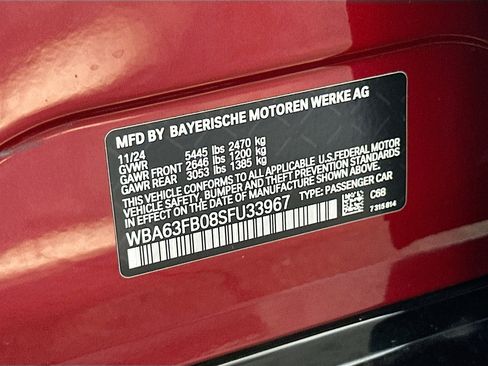 MFD BY BAYERISCHE MOTOREN WERKE AG
11/24 5445 lbs 2470 kg
GVWR
GAWR FRONT 2646 lbs 1200 kg
GAWR REAR 3053 lbs 1385 kg
THIS VEHICLE CONFORMS TO ALL APPLICABLE U.S.FEDERAL MOTOR
VEHICLE SAFETY, BUMPER AND THEFT PREVENTION STANDARDS
IN EFFECT ON THE DATE OF MANUFACTURE SHOWN ABOVE.
WBA63FB08SFU33967 TYPE: PASSENGER CAR
C68
7 315 814